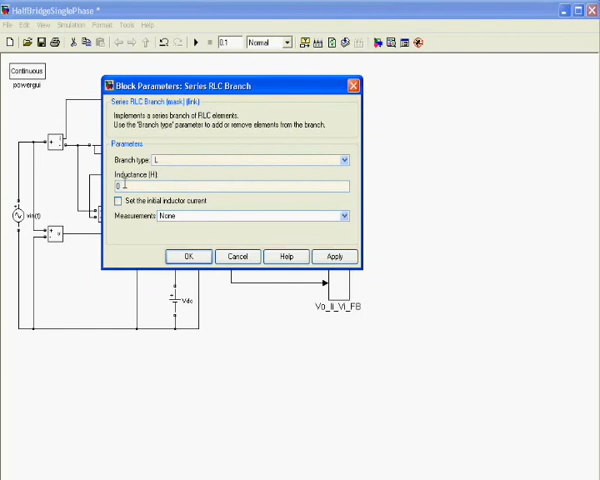 HalfBridgeSinglePhase *
File Edit View Simulation Format Tools Help
0.1 Normal
Continuous
powergui
Block Parameters: Series RLC Branch
Series RLC Branch (mask) (link)
Implements a series branch of RLC elements.
Use the 'Branch type' parameter to add or remove elements from the branch.
Parameters
Branch type: L
Inductance (H):
Set the initial inductor current
Measurements None
OK Cancel Help Apply
vin(t)
Vdc
Vo_Ii_Vi_FB